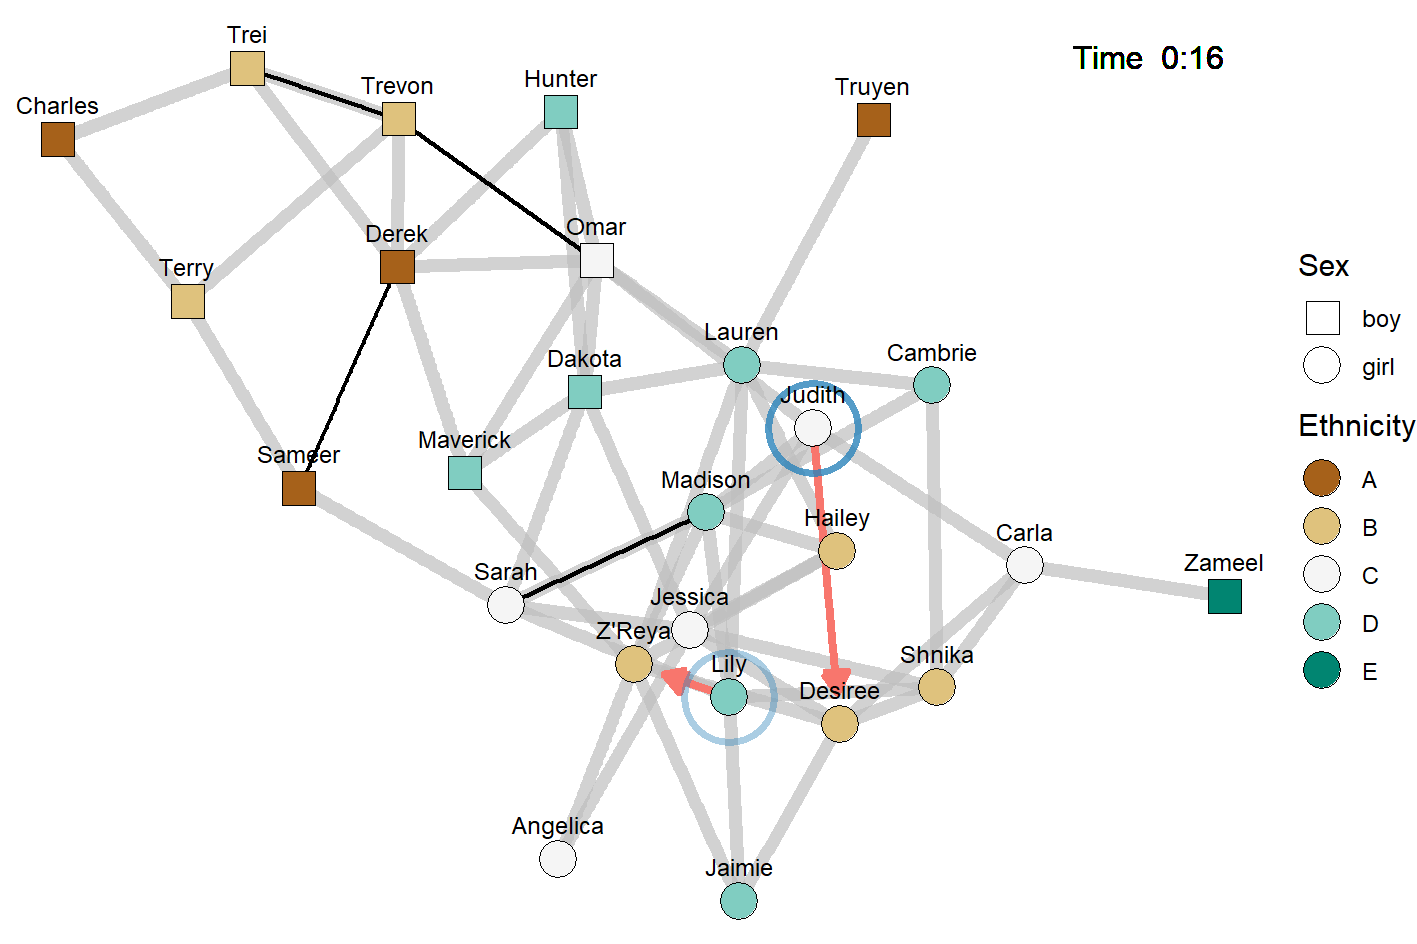 Trei
Time 0:16
Trevon
Hunter
Truyen
Charles
Omar
Derek
Terry
Sex
boy
girl
Lauren
Cambrie
Dakota
Judith
Ethnicity
Maverick
Sameer
Madison
A
Hailey
B
Carla
Zameel
Sarah
C
Jessica
Z'Reya
D
Lily
Shnika
E
Desiree
Angelica
Jaimie